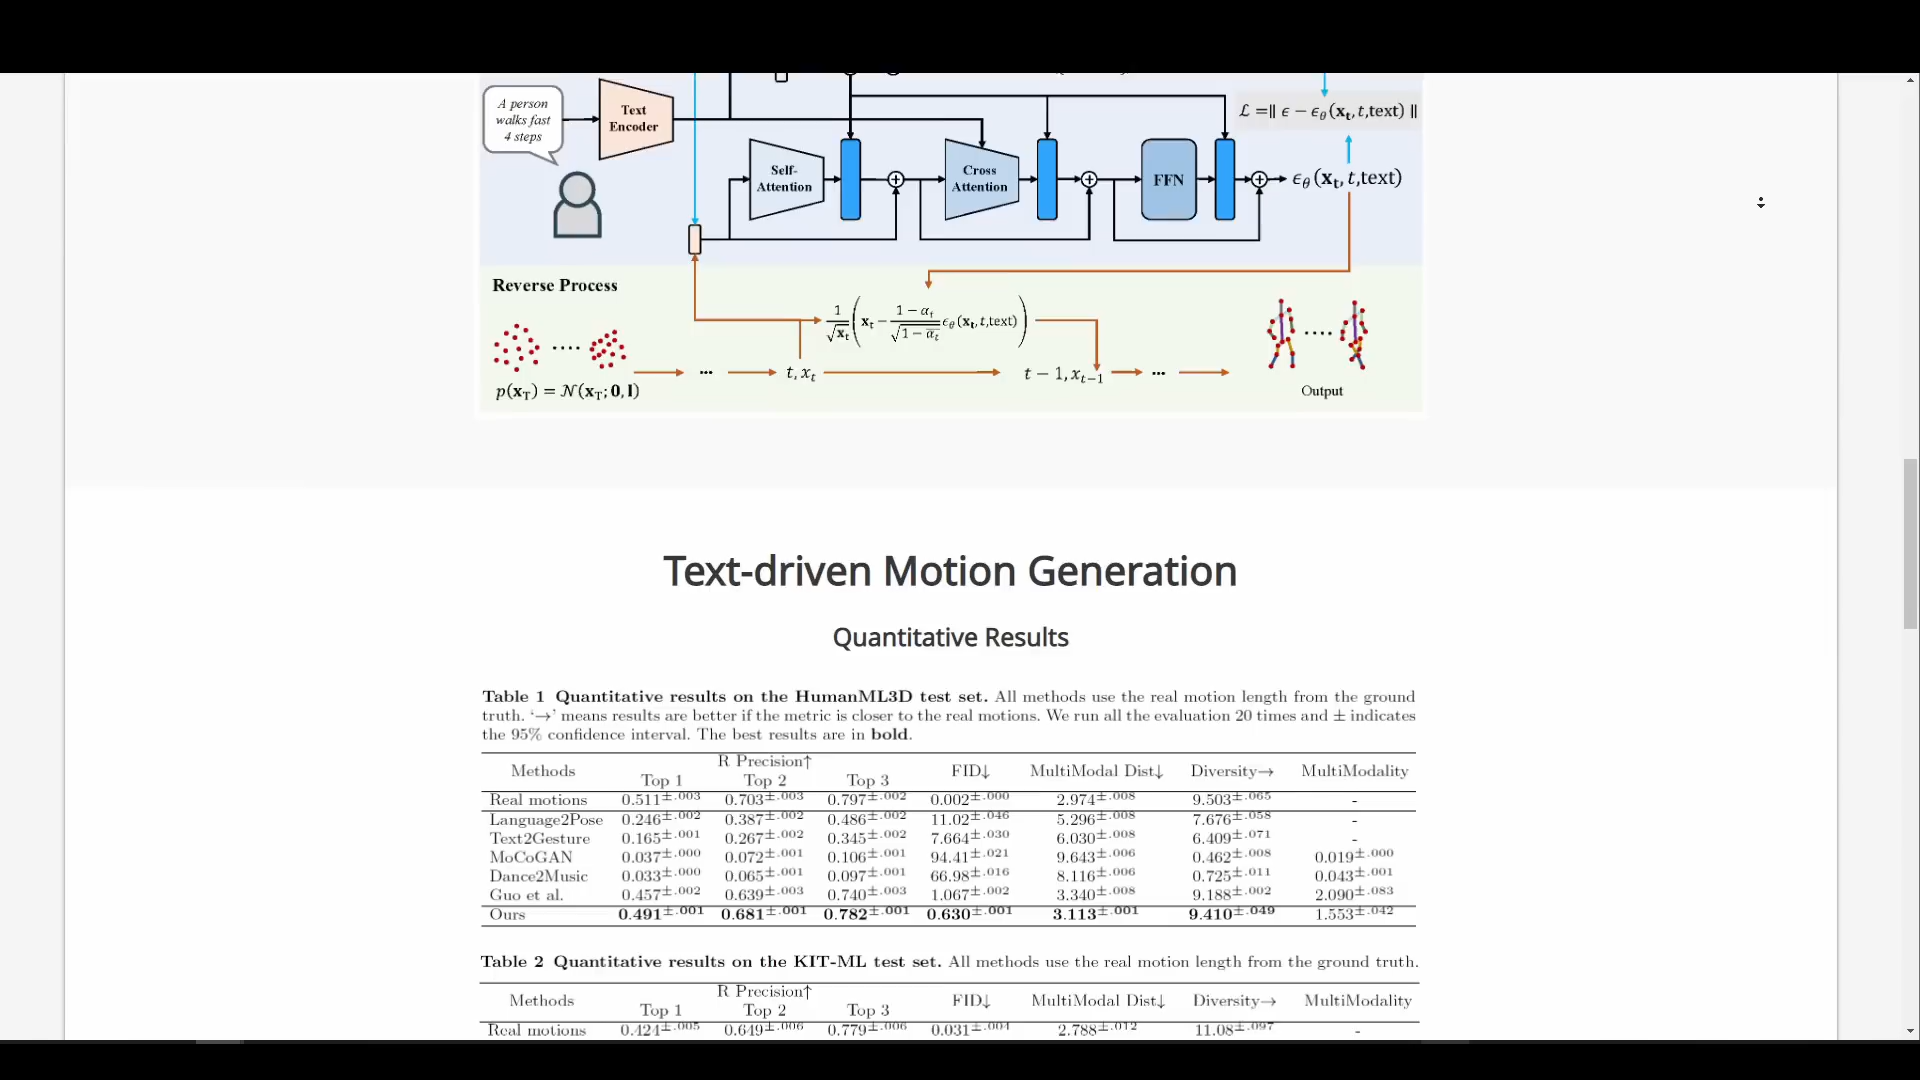 A person
walks fast
4 steps
Text
Encoder
ℒ =‖ ϵ − ϵθ(xt, t,text) ‖
Self-
Attention
Cross
Attention
FFN
ϵθ(xt, t,text)
Reverse Process
1/√xt (xt − (1 − αt)/√(1 − ᾱt) ϵθ(xt, t,text))
p(xT) = 𝒩(xT; 0, I)
...
t, xt
t − 1, xt−1
...
Output
Text-driven Motion Generation
Quantitative Results
Table 1 Quantitative results on the HumanML3D test set. All methods use the real motion length from the ground
truth. ‘→’ means results are better if the metric is closer to the real motions. We run all the evaluation 20 times and ± indicates
the 95% confidence interval. The best results are in bold.
Methods R Precision↑ FID↓ MultiModal Dist↓ Diversity→ MultiModality
Top 1 Top 2 Top 3
Real motions 0.511±.003 0.703±.003 0.797±.002 0.002±.000 2.974±.008 9.503±.065 -
Language2Pose 0.246±.002 0.387±.002 0.486±.002 11.02±.046 5.296±.008 7.676±.058 -
Text2Gesture 0.165±.001 0.267±.002 0.345±.002 7.664±.030 6.030±.008 6.409±.071 -
MoCoGAN 0.037±.000 0.072±.001 0.106±.001 94.41±.021 9.643±.006 0.462±.008 0.019±.000
Dance2Music 0.033±.000 0.065±.001 0.097±.001 66.98±.016 8.116±.006 0.725±.011 0.043±.001
Guo et al. 0.457±.002 0.639±.003 0.740±.003 1.067±.002 3.340±.008 9.188±.002 2.090±.083
Ours 0.491±.001 0.681±.001 0.782±.001 0.630±.001 3.113±.001 9.410±.049 1.553±.042
Table 2 Quantitative results on the KIT-ML test set. All methods use the real motion length from the ground truth.
Methods R Precision↑ FID↓ MultiModal Dist↓ Diversity→ MultiModality
Top 1 Top 2 Top 3
Real motions 0.424±.005 0.649±.006 0.779±.006 0.031±.004 2.788±.012 11.08±.097 -